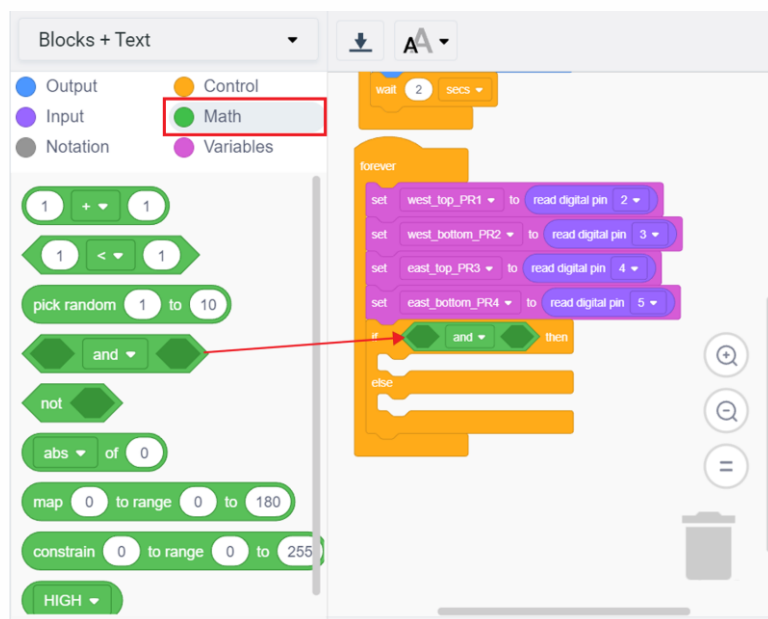 Blocks + Text
AA
Output
Control
Input
Math
Notation
Variables
1 + 1
1 < 1
pick random 1 to 10
and
not
abs of 0
map 0 to range 0 to 180
constrain 0 to range 0 to 255
HIGH
wait 2 secs
forever
set west_top_PR1 to read digital pin 2
set west_bottom_PR2 to read digital pin 3
set east_top_PR3 to read digital pin 4
set east_bottom_PR4 to read digital pin 5
if and then
else